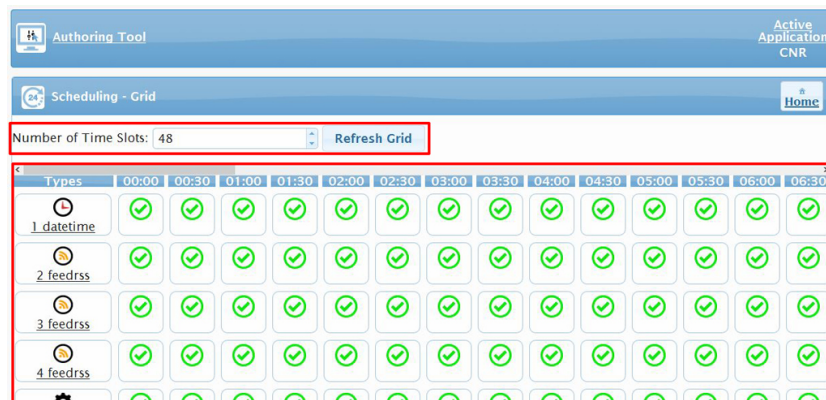 Authoring Tool
Active
Application
CNR
24
Scheduling - Grid
Home
Number of Time Slots: 48
Refresh Grid
Types 00:00 00:30 01:00 01:30 02:00 02:30 03:00 03:30 04:00 04:30 05:00 05:30 06:00 06:30
1 datetime
2 feedrss
3 feedrss
4 feedrss